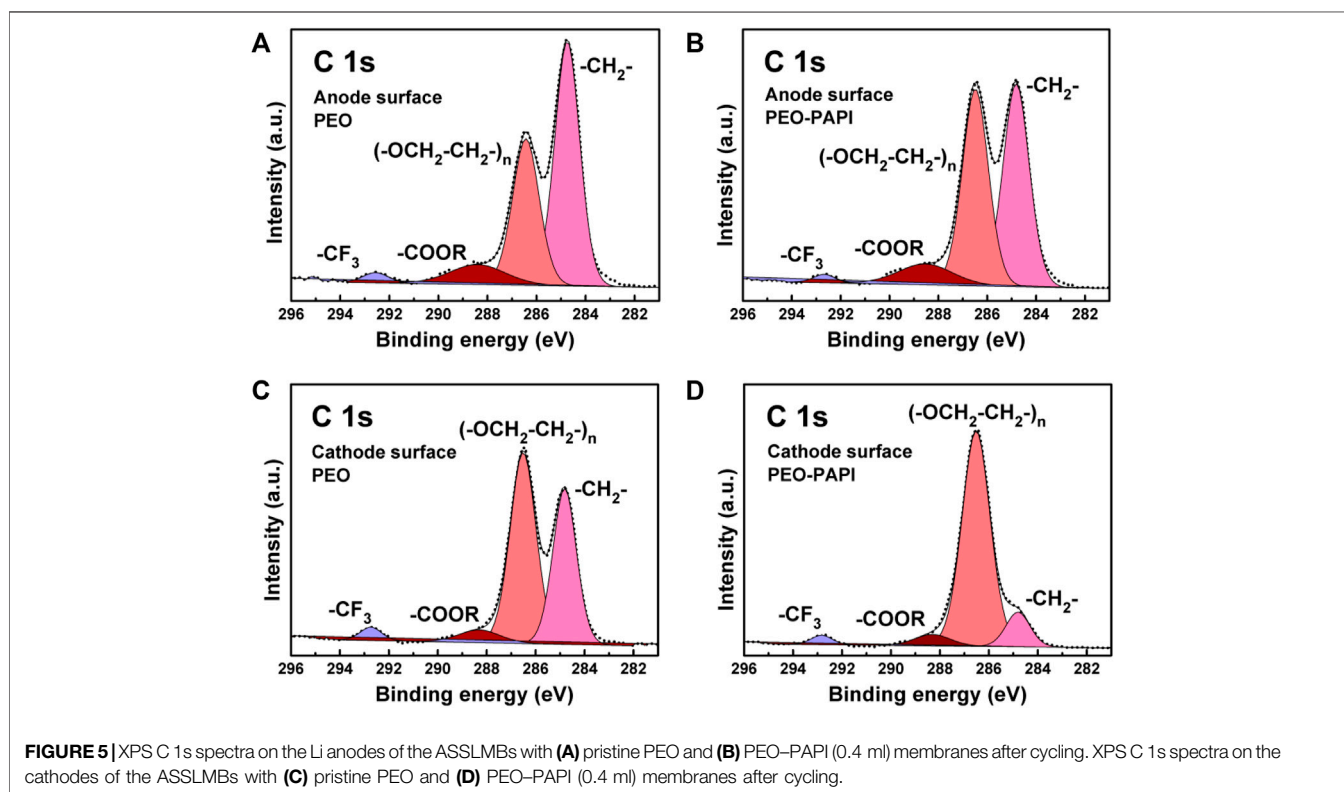 A
C 1s
Anode surface
PEO
-CH2-
(-OCH2-CH2-)n
-CF3
-COOR
Intensity (a.u.)
296 294 292 290 288 286 284 282
Binding energy (eV)
B
C 1s
Anode surface
PEO-PAPI
-CH2-
(-OCH2-CH2-)n
-CF3
-COOR
Intensity (a.u.)
296 294 292 290 288 286 284 282
Binding energy (eV)
C
C 1s
Cathode surface
PEO
(-OCH2-CH2-)n
-CH2-
-CF3
-COOR
Intensity (a.u.)
296 294 292 290 288 286 284 282
Binding energy (eV)
D
C 1s
Cathode surface
PEO-PAPI
(-OCH2-CH2-)n
-CH2-
-CF3
-COOR
Intensity (a.u.)
296 294 292 290 288 286 284 282
Binding energy (eV)
FIGURE 5 | XPS C 1s spectra on the Li anodes of the ASSLMBs with (A) pristine PEO and (B) PEO–PAPI (0.4 ml) membranes after cycling. XPS C 1s spectra on the
cathodes of the ASSLMBs with (C) pristine PEO and (D) PEO–PAPI (0.4 ml) membranes after cycling.